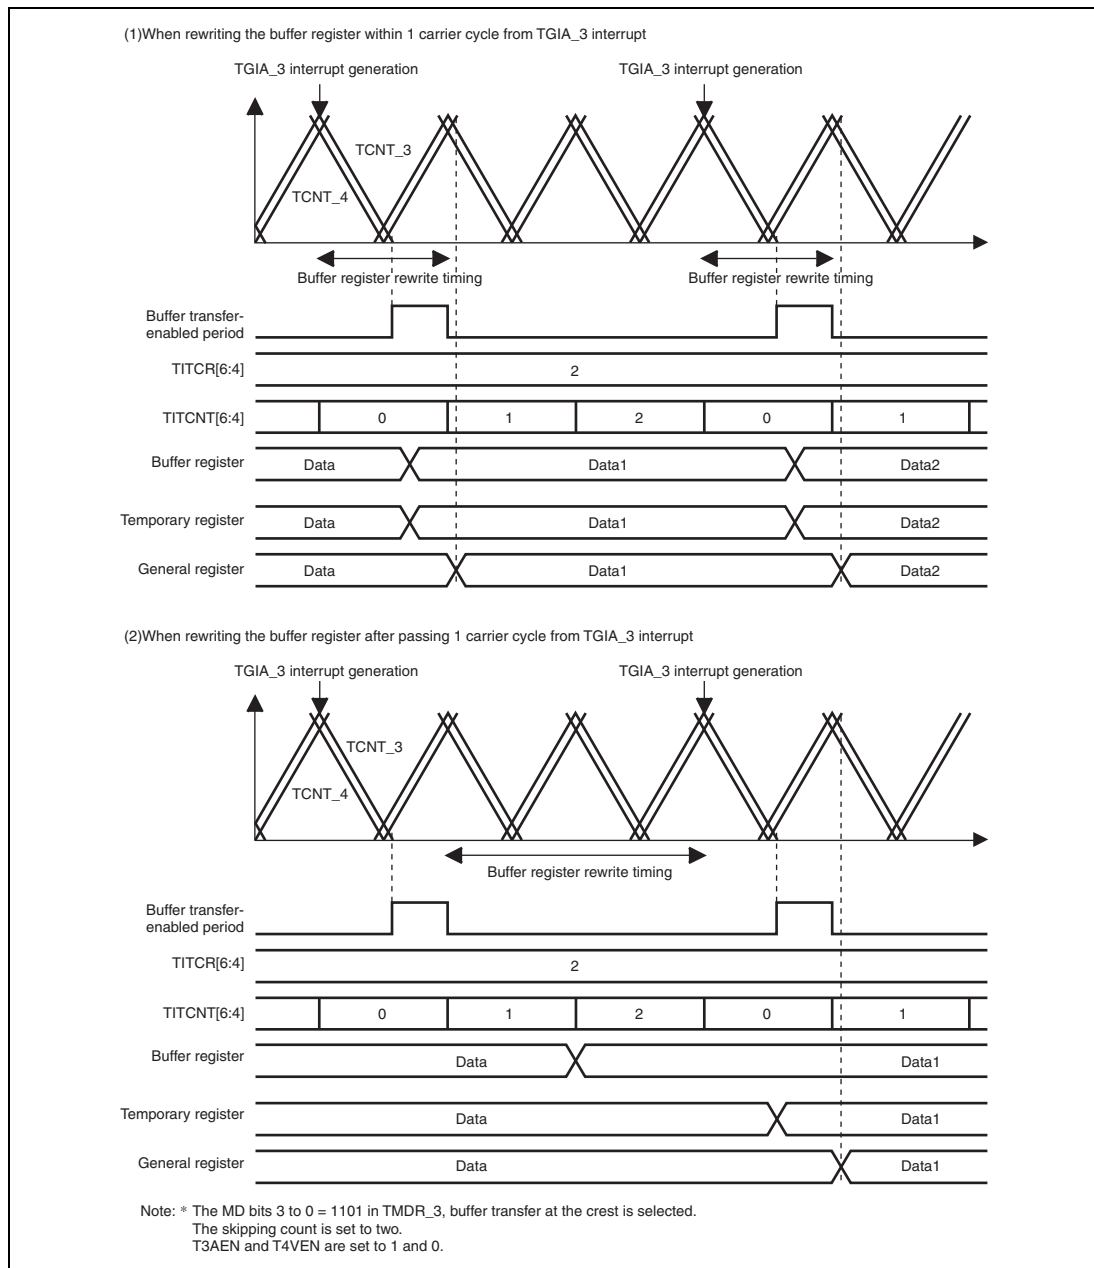 (1)When rewriting the buffer register within 1 carrier cycle from TGIA_3 interrupt
TGIA_3 interrupt generation
TGIA_3 interrupt generation
TCNT_3
TCNT_4
Buffer register rewrite timing
Buffer register rewrite timing
Buffer transfer-
enabled period
TITCR[6:4]
2
TITCNT[6:4]
0
1
2
0
1
Buffer register
Data
Data1
Data2
Temporary register
Data
Data1
Data2
General register
Data
Data1
Data2
(2)When rewriting the buffer register after passing 1 carrier cycle from TGIA_3 interrupt
TGIA_3 interrupt generation
TGIA_3 interrupt generation
TCNT_3
TCNT_4
Buffer register rewrite timing
Buffer transfer-
enabled period
TITCR[6:4]
2
TITCNT[6:4]
0
1
2
0
1
Buffer register
Data
Data1
Temporary register
Data
Data1
General register
Data
Data1
Note: * The MD bits 3 to 0 = 1101 in TMDR_3, buffer transfer at the crest is selected.
The skipping count is set to two.
T3AEN and T4VEN are set to 1 and 0.